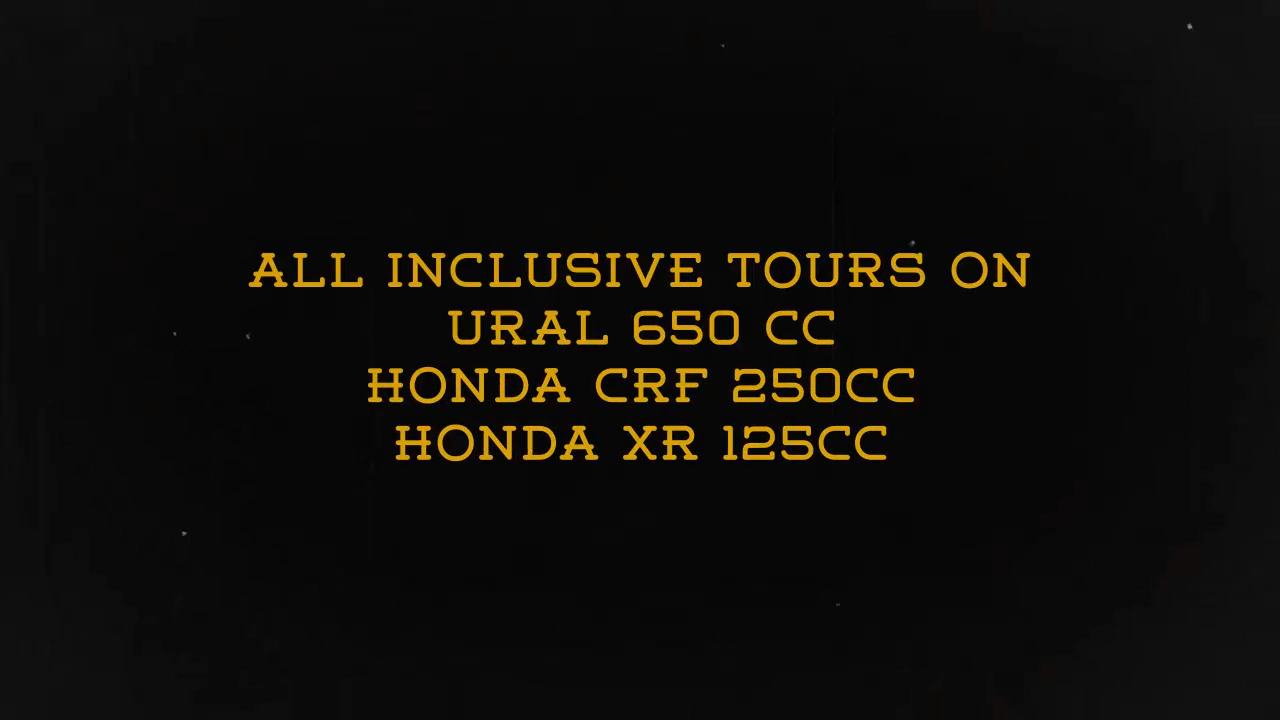 ALL INCLUSIVE TOURS ON
URAL 650 CC
HONDA CRF 250CC
HONDA XR 125CC